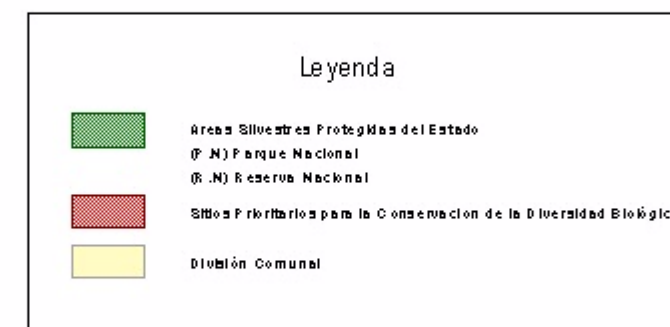 Leyenda
Areas Silvestres Protegidas del Estado
(P.N) Parque Nacional
(R.N) Reserva Nacional
Sitios Prioritarios para la Conservacion de la Diversidad Biológic
División Comunal